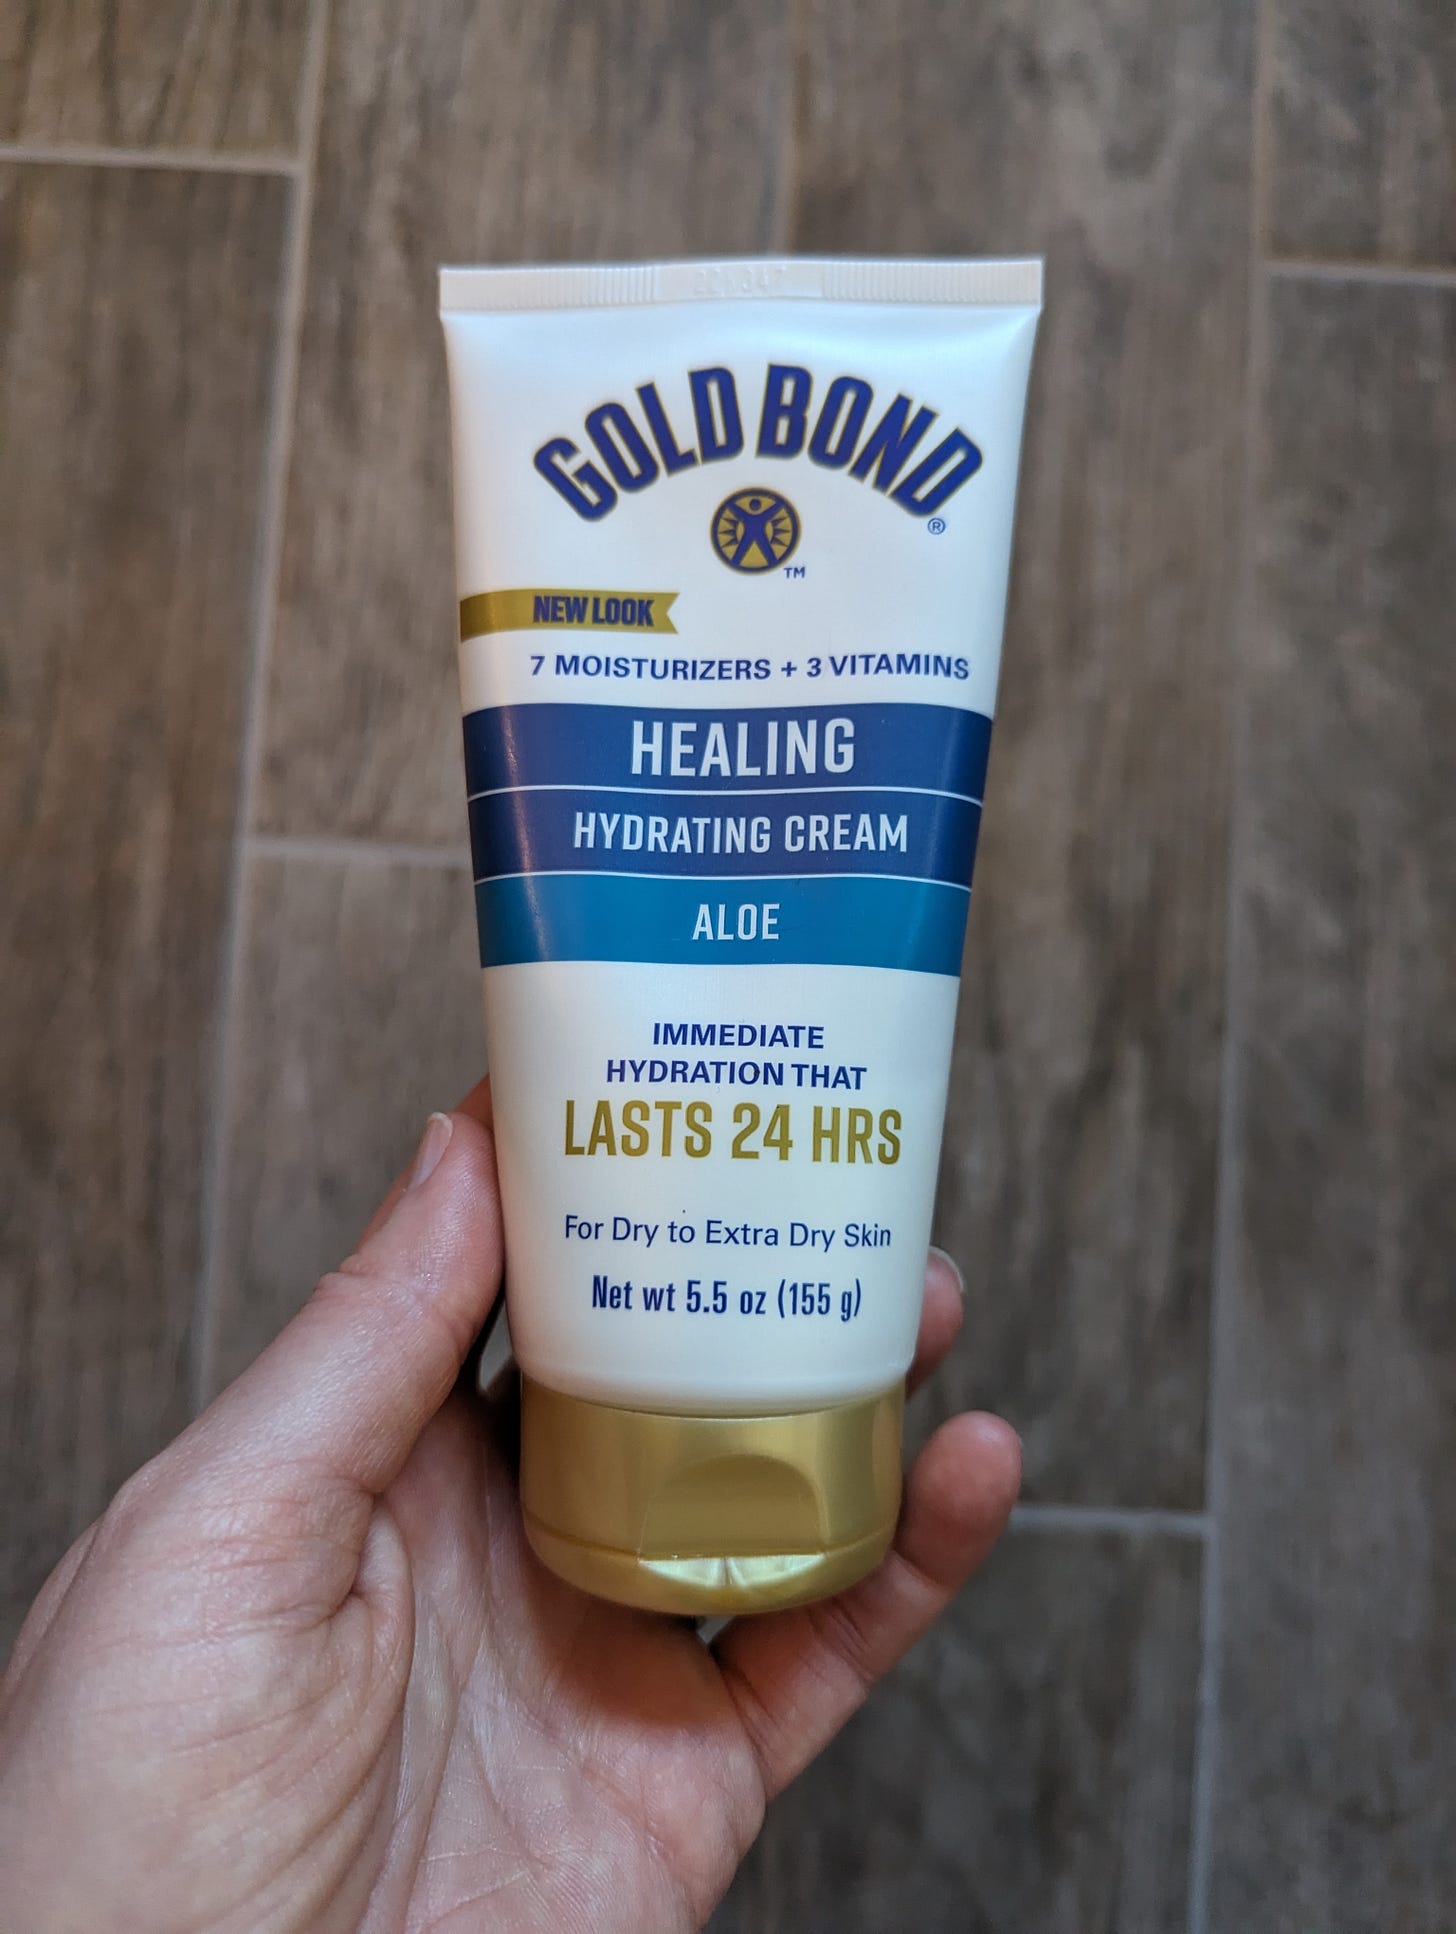 GOLD BOND®
TM
NEW LOOK
7 MOISTURIZERS + 3 VITAMINS
HEALING
HYDRATING CREAM
ALOE
IMMEDIATE
HYDRATION THAT
LASTS 24 HRS
For Dry to Extra Dry Skin
Net wt 5.5 oz (155 g)